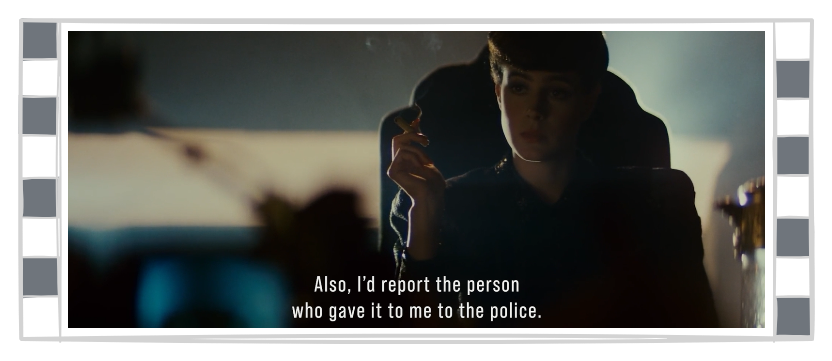 Also, I'd report the person
who gave it to me to the police.